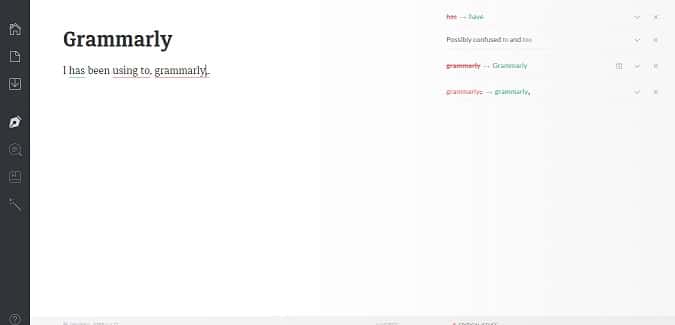 Grammarly
I has been using to, grammarly,.
has → have
Possibly confused to and too
grammarly → Grammarly
grammarly, → grammarly,